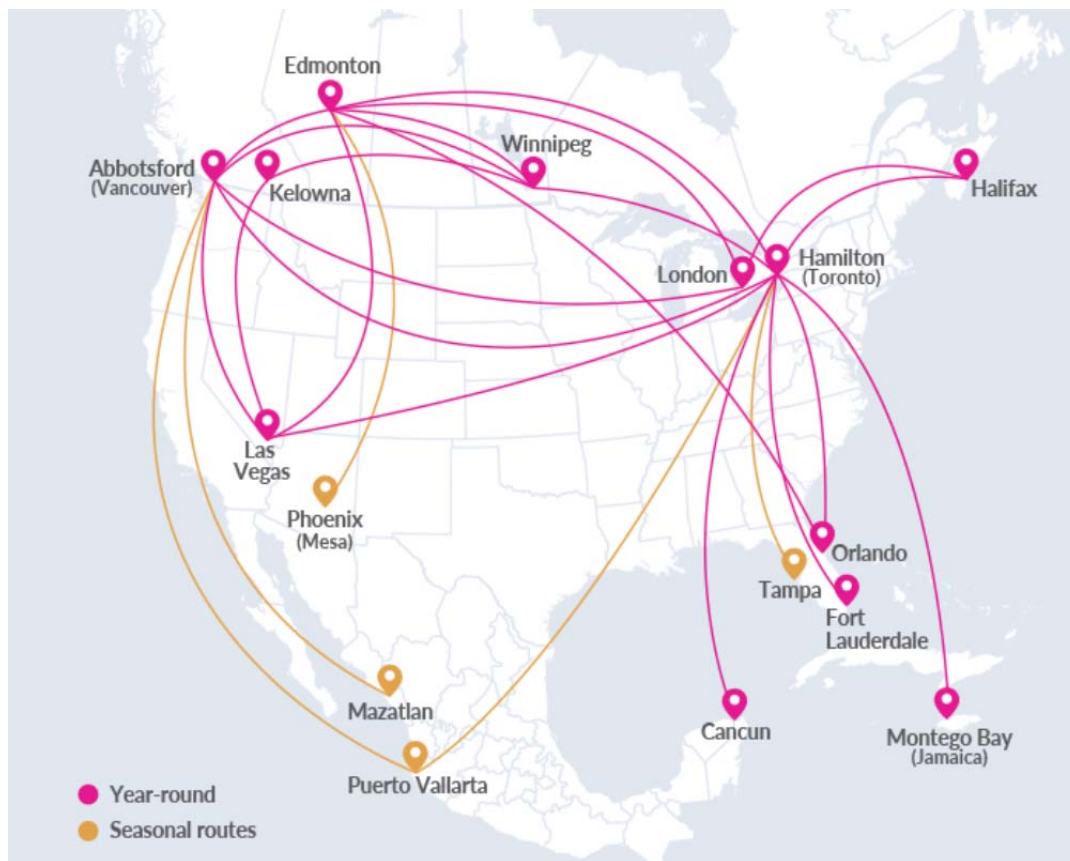 Edmonton
Winnipeg
Abbotsford
(Vancouver)
Kelowna
Halifax
London
Hamilton
(Toronto)
Las
Vegas
Phoenix
(Mesa)
Orlando
Tampa
Fort
Lauderdale
Mazatlan
Cancun
Montego Bay
(Jamaica)
Puerto Vallarta
Year-round
Seasonal routes